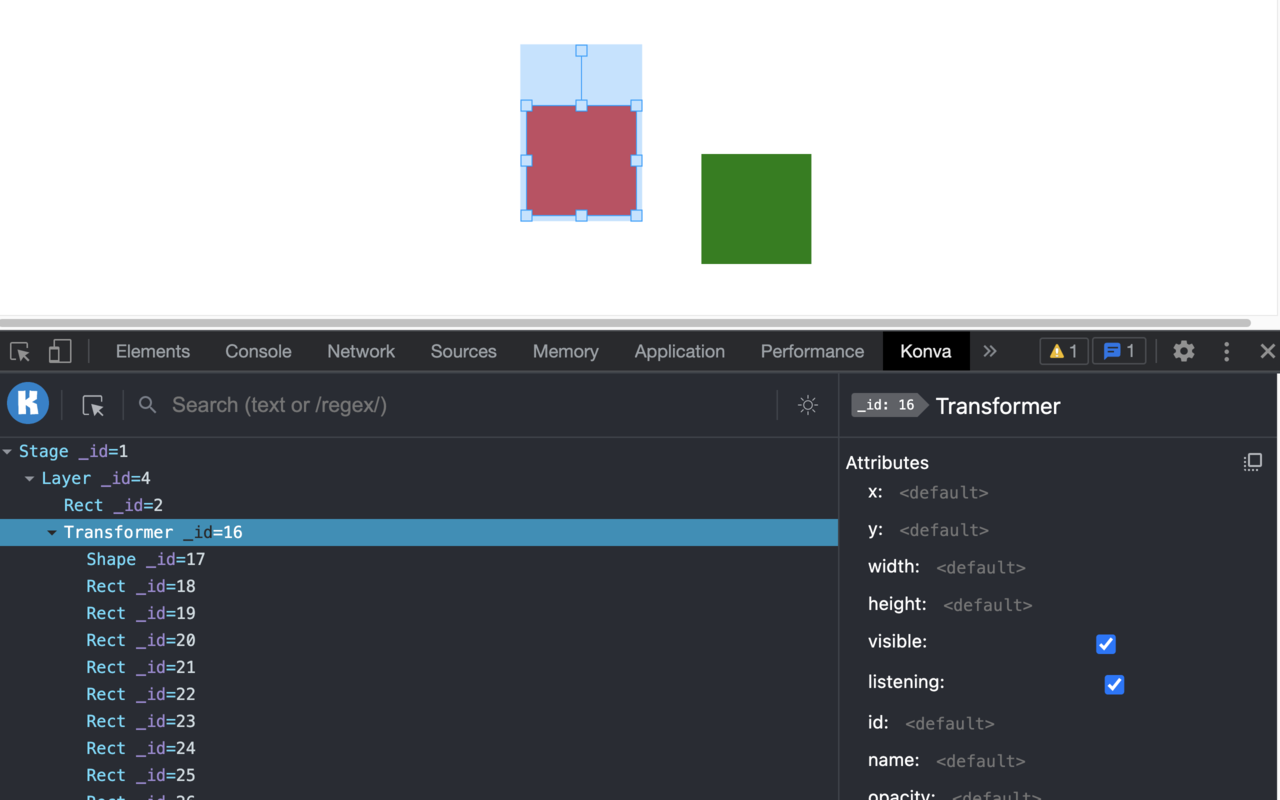 Elements Console Network Sources Memory Application Performance Konva » 1 1
K Search (text or /regex/)
Stage _id=1
Layer _id=4
Rect _id=2
Transformer _id=16
Shape _id=17
Rect _id=18
Rect _id=19
Rect _id=20
Rect _id=21
Rect _id=22
Rect _id=23
Rect _id=24
Rect _id=25
Rect _id=26
_id: 16 Transformer
Attributes
x: <default>
y: <default>
width: <default>
height: <default>
visible:
listening:
id: <default>
name: <default>
opacity: <default>